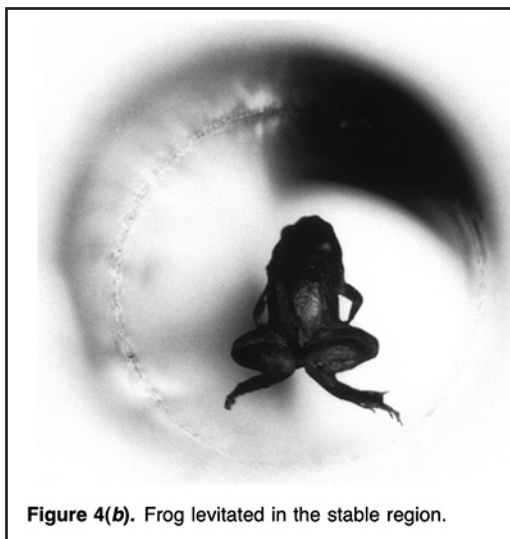 Figure 4(b). Frog levitated in the stable region.